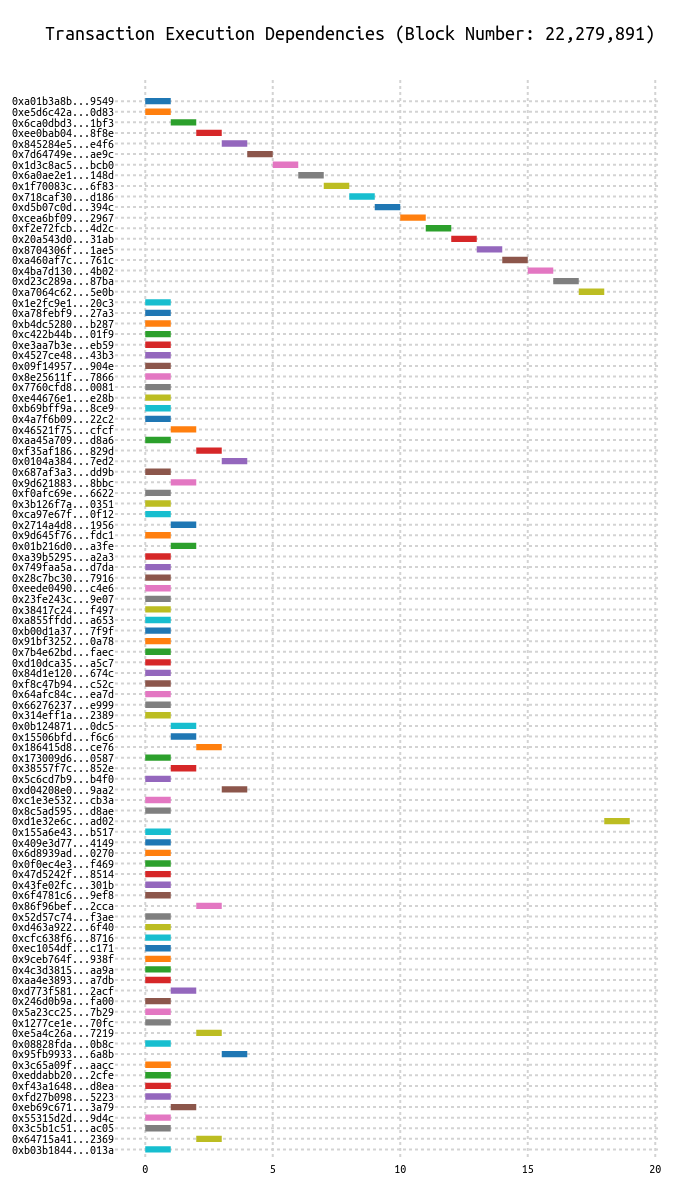 Transaction Execution Dependencies (Block Number: 22,279,891)
0xa01b3a8b...9549
0xe5d6c42a...0d83
0x6ca0dbd3...1bf3
0xee0bab04...8f8e
0x845284e5...e4f6
0x7d64749e...ae9c
0x1d3c8ac5...bcb0
0x6a0ae2e1...148d
0x1f70083c...6f83
0x718caf30...d186
0xd5b07c0d...394c
0xcea6bf09...2967
0xf2e72fcb...4d2c
0x20a543d0...31ab
0x8704306f...1ae5
0xa460af7c...761c
0x4ba7d130...4b02
0xd23c289a...87ba
0xa7064c62...5e0b
0x1e2fc9e1...20c3
0xa78febf9...27a3
0xb4dc5280...b287
0xc422b44b...01f9
0xe3aa7b3e...eb59
0x4527ce48...43b3
0x09f14957...904e
0x8e25611f...7866
0x7760cfd8...0081
0xe44676e1...e28b
0xb69bff9a...8ce9
0x4a7f6b09...22c2
0x46521f75...cfcf
0xaa45a709...d8a6
0xf35af186...829d
0x0104a384...7ed2
0x687af3a3...dd9b
0x9d621883...8bbc
0xf0afc69e...6622
0x3b126f7a...0351
0xca97e67f...0f12
0x2714a4d8...1956
0x9d645f76...fdc1
0x01b216d0...a3fe
0xa39b5295...a2a3
0x749faa5a...d7da
0x28c7bc30...7916
0xeede0490...c4e6
0x23fe243c...9e07
0x38417c24...f497
0xa855ffdd...a653
0xb00d1a37...7f9f
0x91bf3252...0a78
0x7b4e62bd...faec
0xd10dca35...a5c7
0x84d1e120...674c
0xf8c47b94...c52c
0x64afc84c...ea7d
0x66276237...e999
0x314eff1a...2389
0x0b124871...0dc5
0x15506bfd...f6c6
0x186415d8...ce76
0x173009d6...0587
0x38557f7c...852e
0x5c6cd7b9...b4f0
0xd04208e0...9aa2
0xc1e3e532...cb3a
0x8c5ad595...d8ae
0xd1e32e6c...ad02
0x155a6e43...b517
0x409e3d77...4149
0x6d8939ad...0270
0x0f0ec4e3...f469
0x47d5242f...8514
0x43fe02fc...301b
0x6f4781c6...9ef8
0x86f96bef...2cca
0x52d57c74...f3ae
0xd463a922...6f40
0xcfc638f6...8716
0xec1054df...c171
0x9ceb764f...938f
0x4c3d3815...aa9a
0xaa4e3893...a7db
0xd773f581...2acf
0x246d0b9a...fa00
0x5a23cc25...7b29
0x1277ce1e...70fc
0xe5a4c26a...7219
0x08828fda...0b8c
0x95fb9933...6a8b
0x3c65a09f...aacc
0xeddabb20...2cfe
0xf43a1648...d8ea
0xfd27b098...5223
0xeb69c671...3a79
0x55315d2d...9d4c
0x3c5b1c51...ac05
0x64715a41...2369
0xb03b1844...013a
0 5 10 15 20